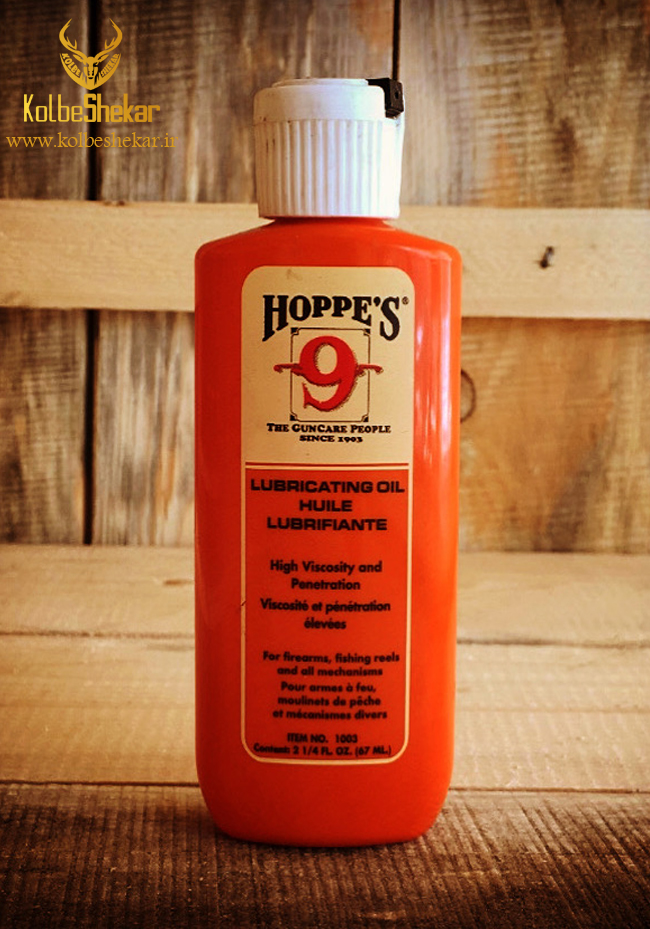 KolbeShekar
www.kolbeshekar.ir
HOPPE'S®
9
THE GUNCARE PEOPLE
SINCE 1903
LUBRICATING OIL
HUILE
LUBRIFIANTE
High Viscosity and
Penetration
Viscosité et pénétration
élevées
For firearms, fishing reels
and all mechanisms
Pour armes à feu,
moulinets de pêche
et mécanismes divers
ITEM NO. 1003
Content: 2 1/4 FL. OZ. (67 ML.)